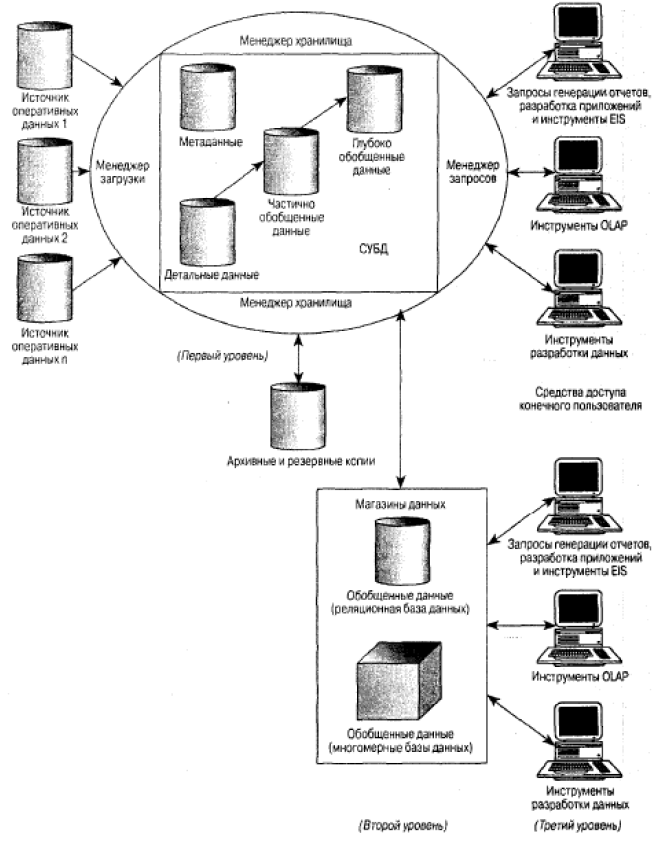 Менеджер хранилища
Источник
оперативных
данных 1
Источник
оперативных
данных 2
Источник
оперативных
данных n
Менеджер
загрузки
Метаданные
Глубоко
обобщенные
данные
Частично
обобщенные
данные
Детальные данные
СУБД
Менеджер хранилища
Менеджер
запросов
Запросы генерации отчетов,
разработка приложений
и инструменты EIS
Инструменты OLAP
Инструменты
разработки данных
Средства доступа
конечного пользователя
(Первый уровень)
Архивные и резервные копии
Магазины данных
Обобщенные данные
(реляционная база данных)
Обобщенные данные
(многомерные базы данных)
Запросы генерации отчетов,
разработка приложений
и инструменты EIS
Инструменты OLAP
Инструменты
разработки данных
(Второй уровень)
(Третий уровень)